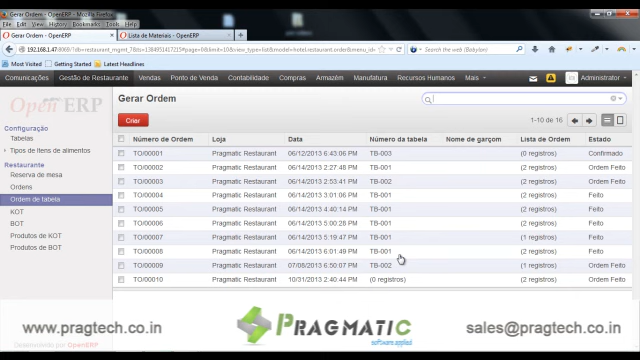 Gerar Ordem - OpenERP - Mozilla Firefox
File Edit View History Bookmarks Tools Help
Gerar Ordem - OpenERP
Lista de Materiais - OpenERP
Search the web (Babylon)
Most Visited Getting Started Latest Headlines
Comunicações Gestão de Restaurante Vendas Ponto de Venda Contabilidade Armazém Manufatura Recursos Humanos Mais Administrator
Open ERP
Gerar Ordem
Criar
1-10 de 16
Configuração
Tabelas
Tipos de itens de alimentos
Restaurante
Reserva de mesa
Ordens
Ordem de tabela
KOT
BOT
Produtos de KOT
Produtos de BOT
Número de Ordem Loja Data Número da tabela Nome de garçom Lista de Ordem Estado
TO/00001 Pragmatic Restaurant 06/12/2013 6:43:06 PM TB-003 (0 registros) Confirmado
TO/00002 Pragmatic Restaurant 06/14/2013 2:27:48 PM TB-001 (2 registros) Ordem Feito
TO/00003 Pragmatic Restaurant 06/14/2013 2:53:41 PM TB-002 (2 registros) Ordem Feito
TO/00004 Pragmatic Restaurant 06/14/2013 3:01:06 PM TB-001 (2 registros) Feito
TO/00005 Pragmatic Restaurant 06/14/2013 4:40:14 PM TB-001 (2 registros) Feito
TO/00006 Pragmatic Restaurant 06/14/2013 5:00:28 PM TB-001 (2 registros) Feito
TO/00007 Pragmatic Restaurant 06/14/2013 5:19:47 PM TB-001 (1 registros) Feito
TO/00008 Pragmatic Restaurant 06/14/2013 6:01:49 PM TB-001 (2 registros) Feito
TO/00009 Pragmatic Restaurant 07/08/2013 6:50:07 PM TB-002 (1 registros) Ordem Feito
TO/00010 Pragmatic Restaurant 10/31/2013 2:40:44 PM (0 registros) (2 registros) Ordem Feito
www.pragtech.co.in
PRAGMATIC
software applied
sales@pragtech.co.in
Desenvolvido por OpenERP